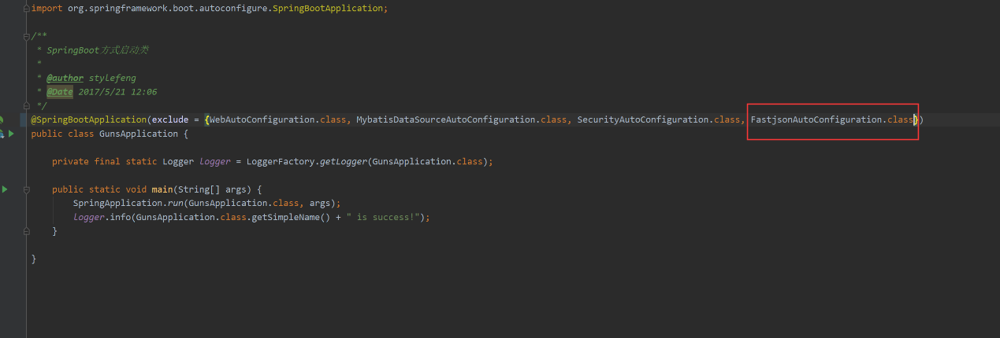 import org.springframework.boot.autoconfigure.SpringBootApplication;
/**
 * SpringBoot方式启动类
 *
 * @author stylefeng
 * @Date 2017/5/21 12:06
 */
@SpringBootApplication(exclude = {WebAutoConfiguration.class, MybatisDataSourceAutoConfiguration.class, SecurityAutoConfiguration.class, FastjsonAutoConfiguration.class})
public class GunsApplication {
    private final static Logger logger = LoggerFactory.getLogger(GunsApplication.class);
    public static void main(String[] args) {
        SpringApplication.run(GunsApplication.class, args);
        logger.info(GunsApplication.class.getSimpleName() + " is success!");
    }
}